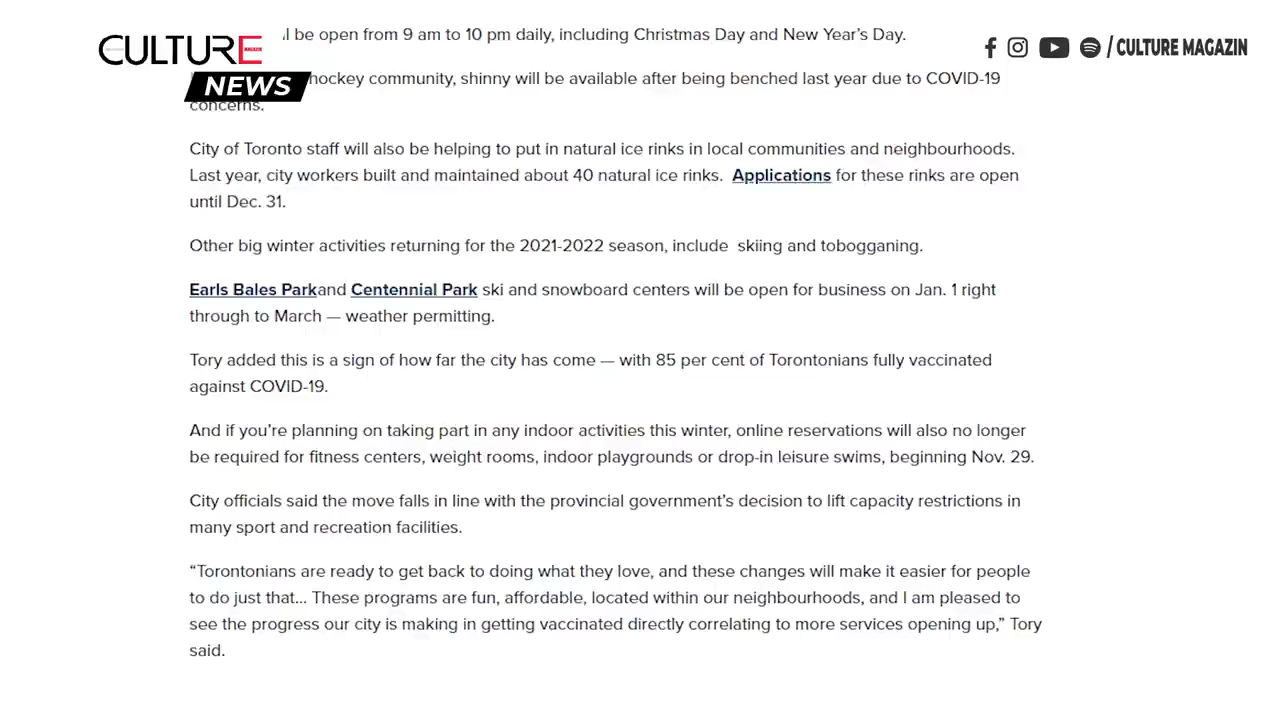 CULTURE
NEWS
/ CULTURE MAGAZIN
be open from 9 am to 10 pm daily, including Christmas Day and New Year’s Day.
hockey community, shinny will be available after being benched last year due to COVID-19
concerns.
City of Toronto staff will also be helping to put in natural ice rinks in local communities and neighbourhoods.
Last year, city workers built and maintained about 40 natural ice rinks. Applications for these rinks are open
until Dec. 31.
Other big winter activities returning for the 2021-2022 season, include skiing and tobogganing.
Earls Bales Parkand Centennial Park ski and snowboard centers will be open for business on Jan. 1 right
through to March — weather permitting.
Tory added this is a sign of how far the city has come — with 85 per cent of Torontonians fully vaccinated
against COVID-19.
And if you’re planning on taking part in any indoor activities this winter, online reservations will also no longer
be required for fitness centers, weight rooms, indoor playgrounds or drop-in leisure swims, beginning Nov. 29.
City officials said the move falls in line with the provincial government’s decision to lift capacity restrictions in
many sport and recreation facilities.
“Torontonians are ready to get back to doing what they love, and these changes will make it easier for people
to do just that... These programs are fun, affordable, located within our neighbourhoods, and I am pleased to
see the progress our city is making in getting vaccinated directly correlating to more services opening up,” Tory
said.